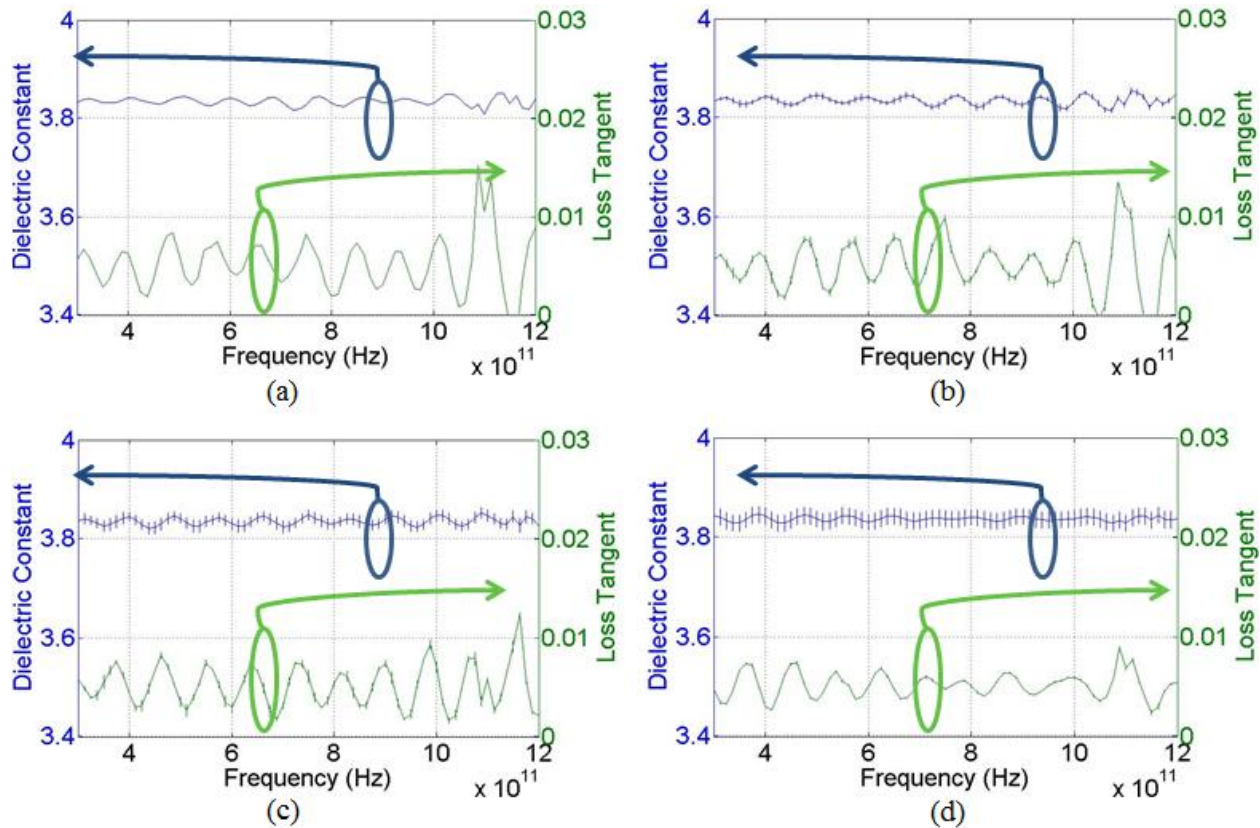 4
3.8
3.6
3.4
Dielectric Constant
0.03
0.02
0.01
0
Loss Tangent
4 6 8 10 12
Frequency (Hz)
x 10^11
(a)
4
3.8
3.6
3.4
Dielectric Constant
0.03
0.02
0.01
0
Loss Tangent
4 6 8 10 12
Frequency (Hz)
x 10^11
(b)
4
3.8
3.6
3.4
Dielectric Constant
0.03
0.02
0.01
0
Loss Tangent
4 6 8 10 12
Frequency (Hz)
x 10^11
(c)
4
3.8
3.6
3.4
Dielectric Constant
0.03
0.02
0.01
0
Loss Tangent
4 6 8 10 12
Frequency (Hz)
x 10^11
(d)